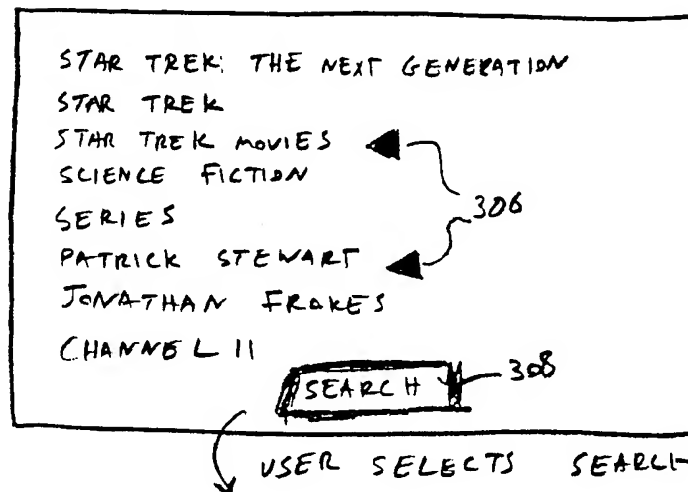 STAR TREK: THE NEXT GENERATION
STAR TREK
STAR TREK MOVIES
SCIENCE FICTION
306
SERIES
PATRICK STEWART
JONATHAN FRAKES
CHANNEL 11
SEARCH
308
USER SELECTS SEARCH